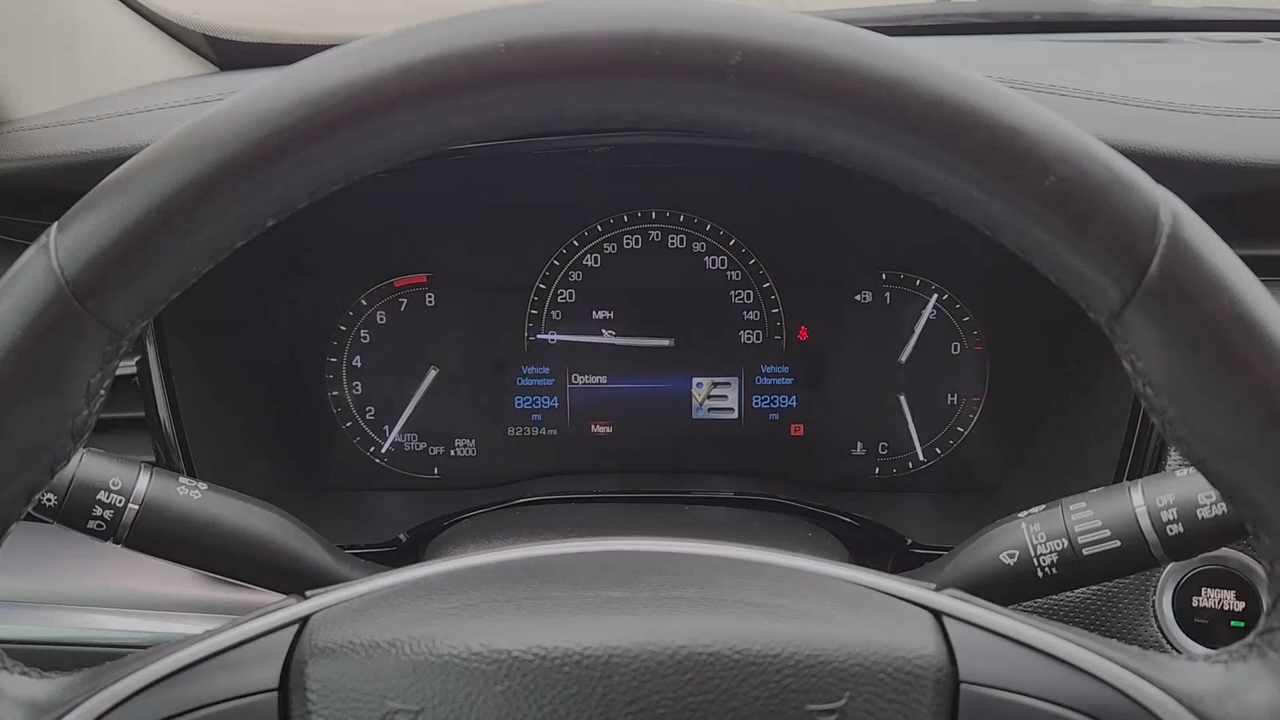 50 60 70 80 90
40 100
30 110
20 120
10 MPH 140
0 160
8
7
6
5
4
3
2
1
AUTO
STOP OFF
RPM
x1000
Vehicle
Odometer
82394
mi
82394 mi
Options
Menu
Vehicle
Odometer
82394
mi
P
1
0
H
C
AUTO
HI
LO
AUTO
OFF
1x
OFF
INT
ON
REAR
ENGINE
START/STOP